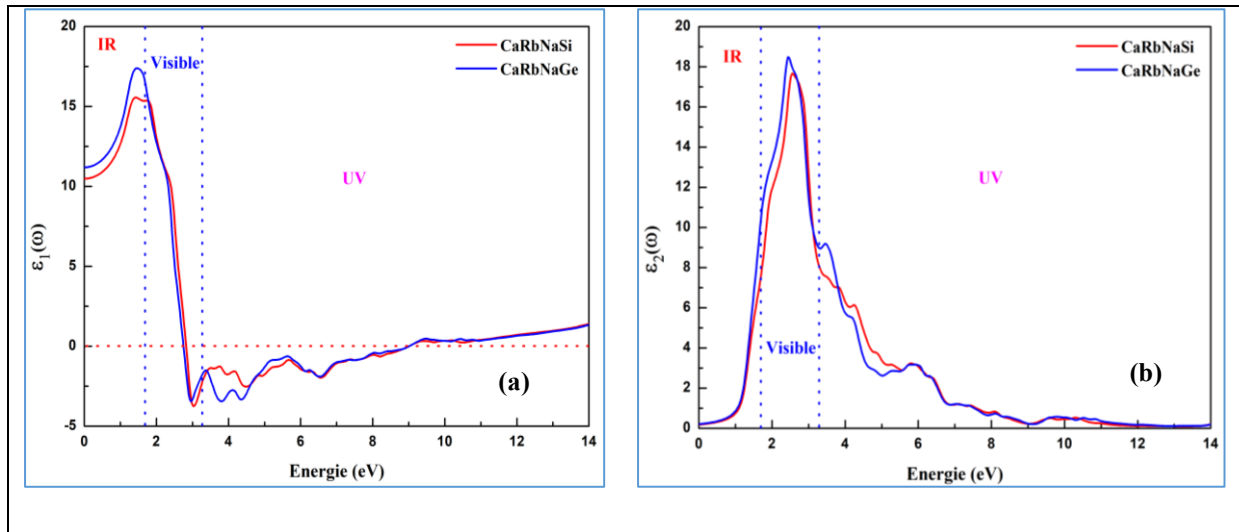 20
15
10
5
0
-5
ε₁(ω)
IR
Visible
UV
CaRbNaSi
CaRbNaGe
(a)
0 2 4 6 8 10 12 14
Energie (eV)
20
18
16
14
12
10
8
6
4
2
0
ε₂(ω)
IR
Visible
UV
CaRbNaSi
CaRbNaGe
(b)
0 2 4 6 8 10 12 14
Energie (eV)